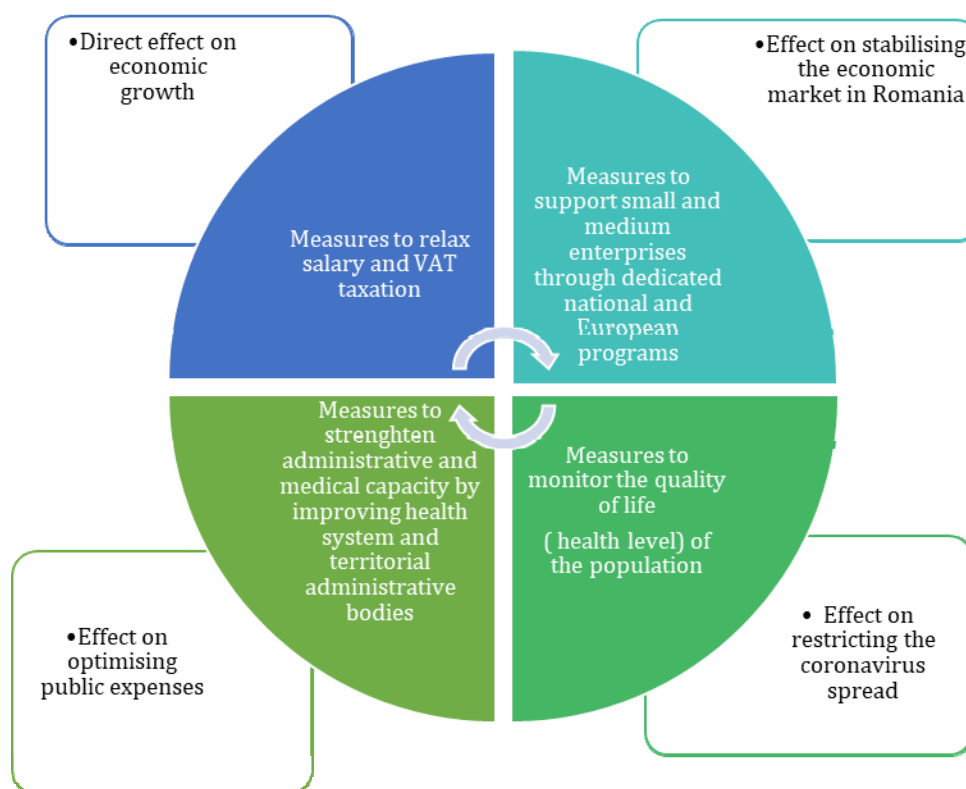 •Direct effect on
economic
growth
•Effect on stabilising
the economic
market in Romania
Measures to relax
salary and VAT
taxation
Measures to
support small and
medium
enterprises
through dedicated
national and
European
programs
Measures to
strenghten
administrative and
medical capacity by
improving health
system and
territorial
administrative
bodies
Measures to
monitor the quality
of life
( health level) of
the population
•Effect on
optimising
public expenses
• Effect on
restricting the
coronavirus
spread